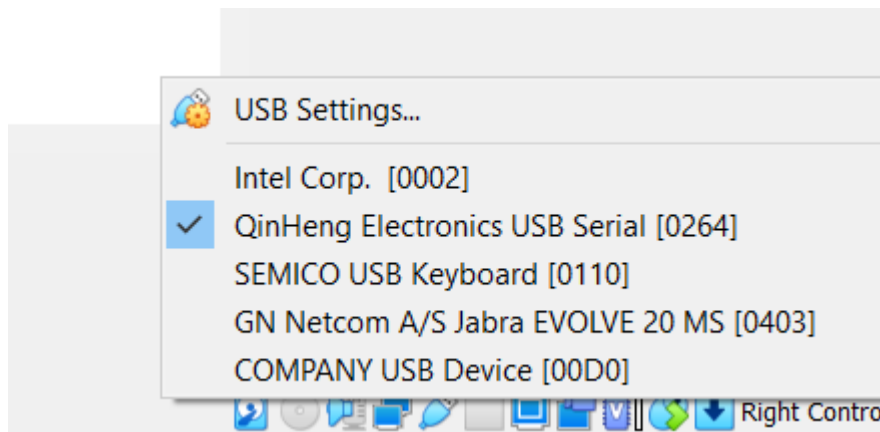 USB Settings...
Intel Corp.  [0002]
QinHeng Electronics USB Serial [0264]
SEMICO USB Keyboard [0110]
GN Netcom A/S Jabra EVOLVE 20 MS [0403]
COMPANY USB Device [00D0]
Right Contro